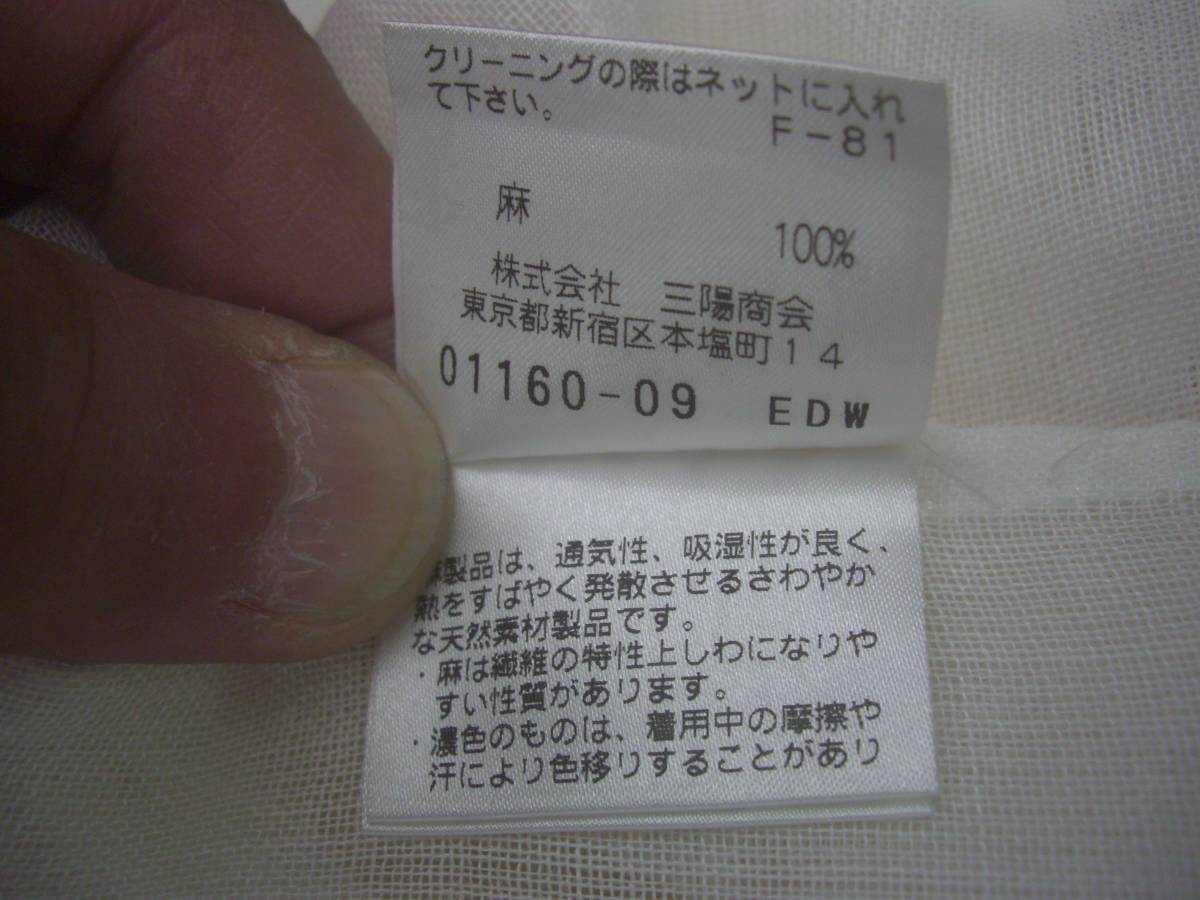 クリーニングの際はネットに入れ
て下さい。
F-81
麻 100%
株式会社 三陽商会
東京都新宿区本塩町14
01160-09 EDW
麻製品は、通気性、吸湿性が良く、
熱をすばやく発散させるさわやか
な天然素材製品です。
・麻は繊維の特性上しわになりや
すい性質があります。
・濃色のものは、着用中の摩擦や
汗により色移りすることがあり